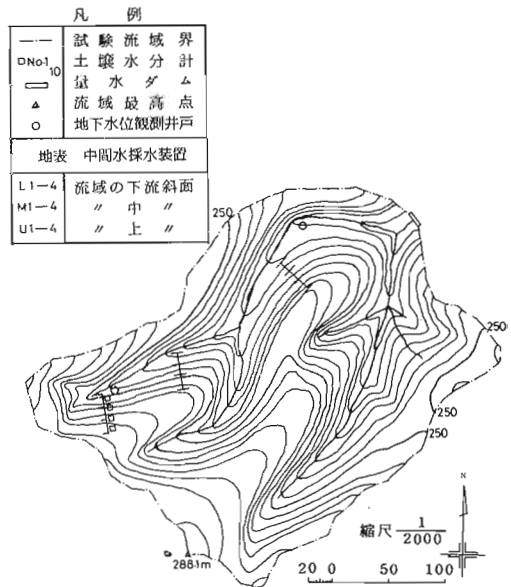 凡 例
試験流域界
□No.1 10 土壌水分計
量水ダム
流域最高点
地下水位観測井戸
地表 中間水採水装置
L1-4 流域の下流斜面
M1-4 〃 中 〃
U1-4 〃 上 〃
250
250
250
250
288.1m
N
縮尺 1/2000
20 0 50 100